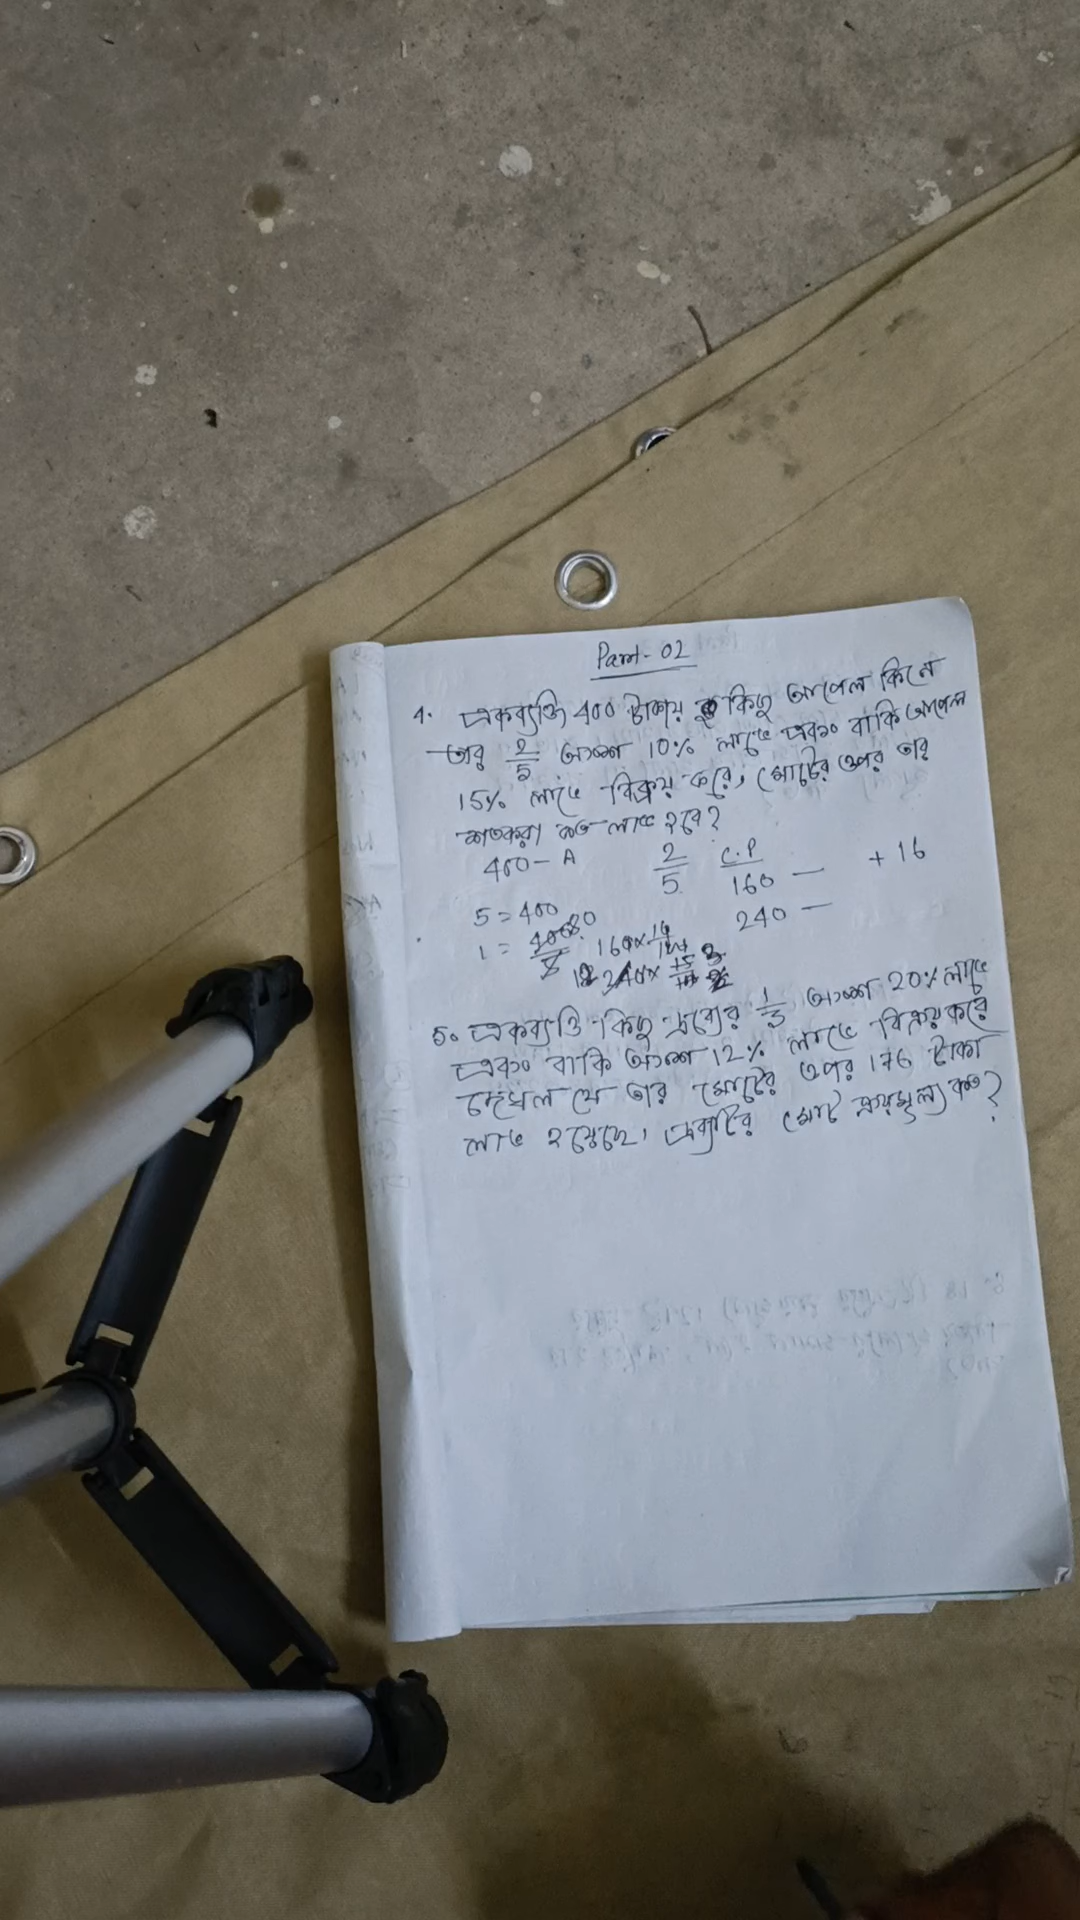 Part- 02
4. একব্যক্তি 400 টাকায় কিছু আপেল কিনে
তার 2/5 অংশ 10% লাভে এবং বাকি আপেল
15% লাভে বিক্রয় করে, মোটের ওপর তার
শতকরা কত লাভ হবে?
400 - A 2/5 C.P
160 — + 16
5 = 400 240 —
1 =
5. একব্যক্তি কিছু দ্রব্যের 1/3 অংশ 20% লাভে
এবং বাকি অংশ 12% লাভে বিক্রয় করে
দেখল যে তার মোটের ওপর 176 টাকা
লাভ হয়েছে। দ্রব্যটির মোট ক্রয়মূল্য কত?